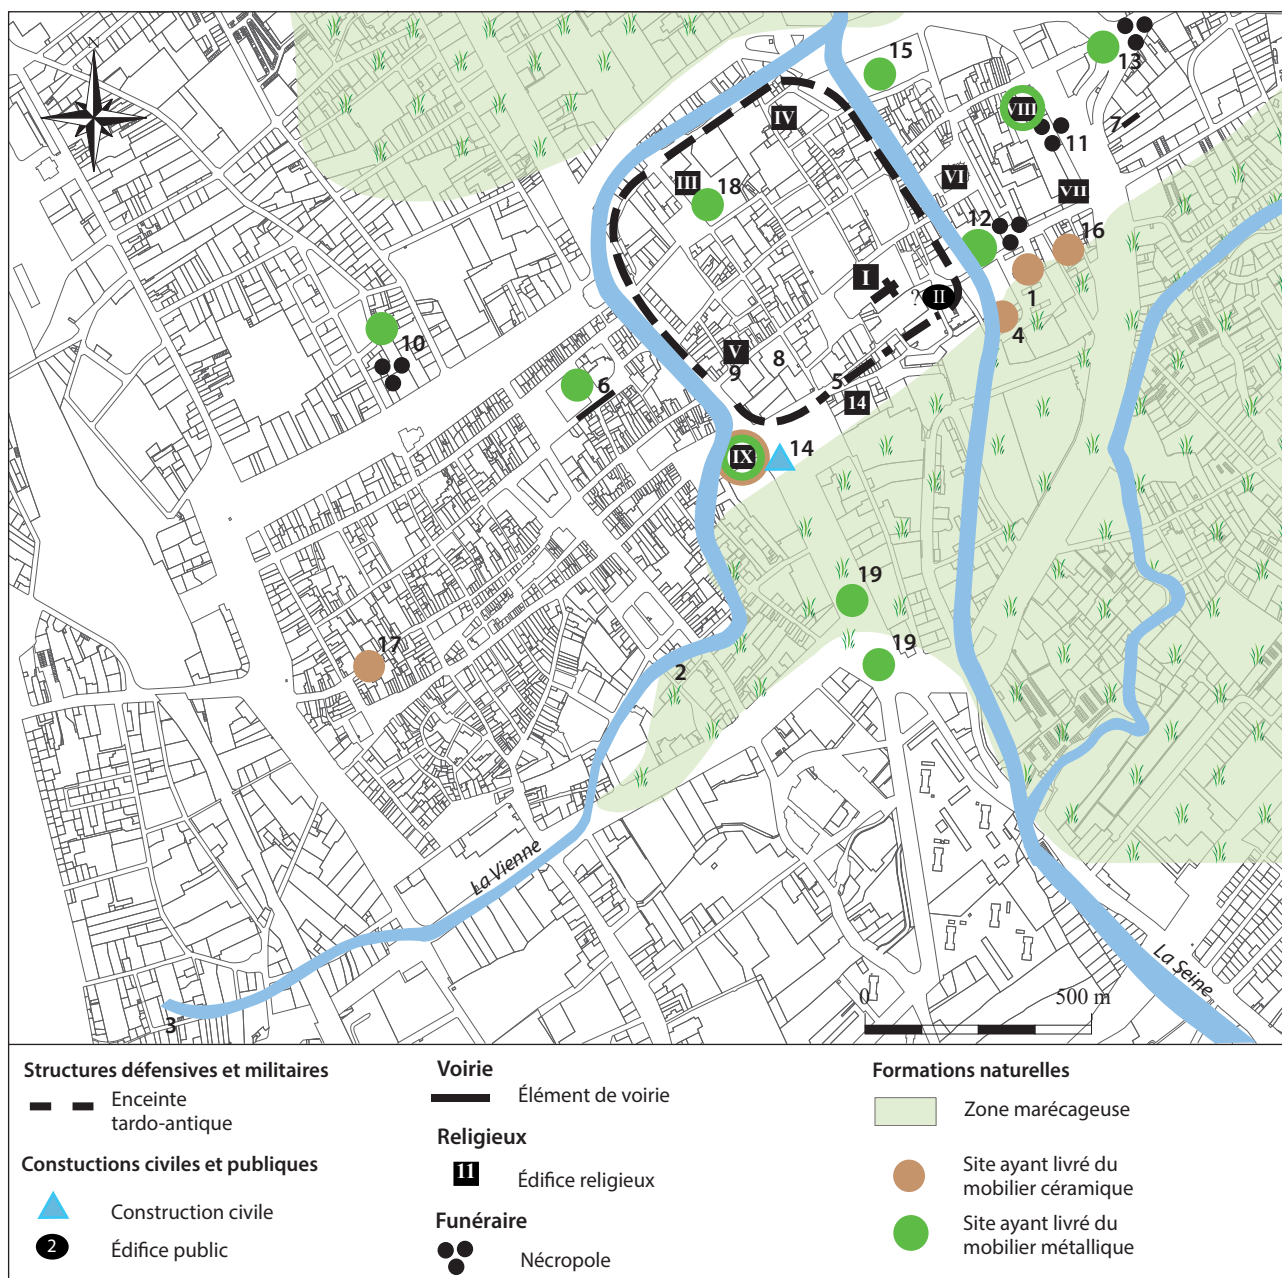 N
15
13
IV
VIII
7
11
III
18
VI
VII
12
16
I
? II
1
4
10
V
9
8
5
6
14
IX
14
19
17
19
2
La Vienne
La Seine
0
500 m
3
Structures défensives et militaires
Enceinte
tardo-antique
Constuctions civiles et publiques
Construction civile
2
Édifice public
Voirie
Élément de voirie
Religieux
11
Édifice religieux
Funéraire
Nécropole
Formations naturelles
Zone marécageuse
Site ayant livré du
mobilier céramique
Site ayant livré du
mobilier métallique